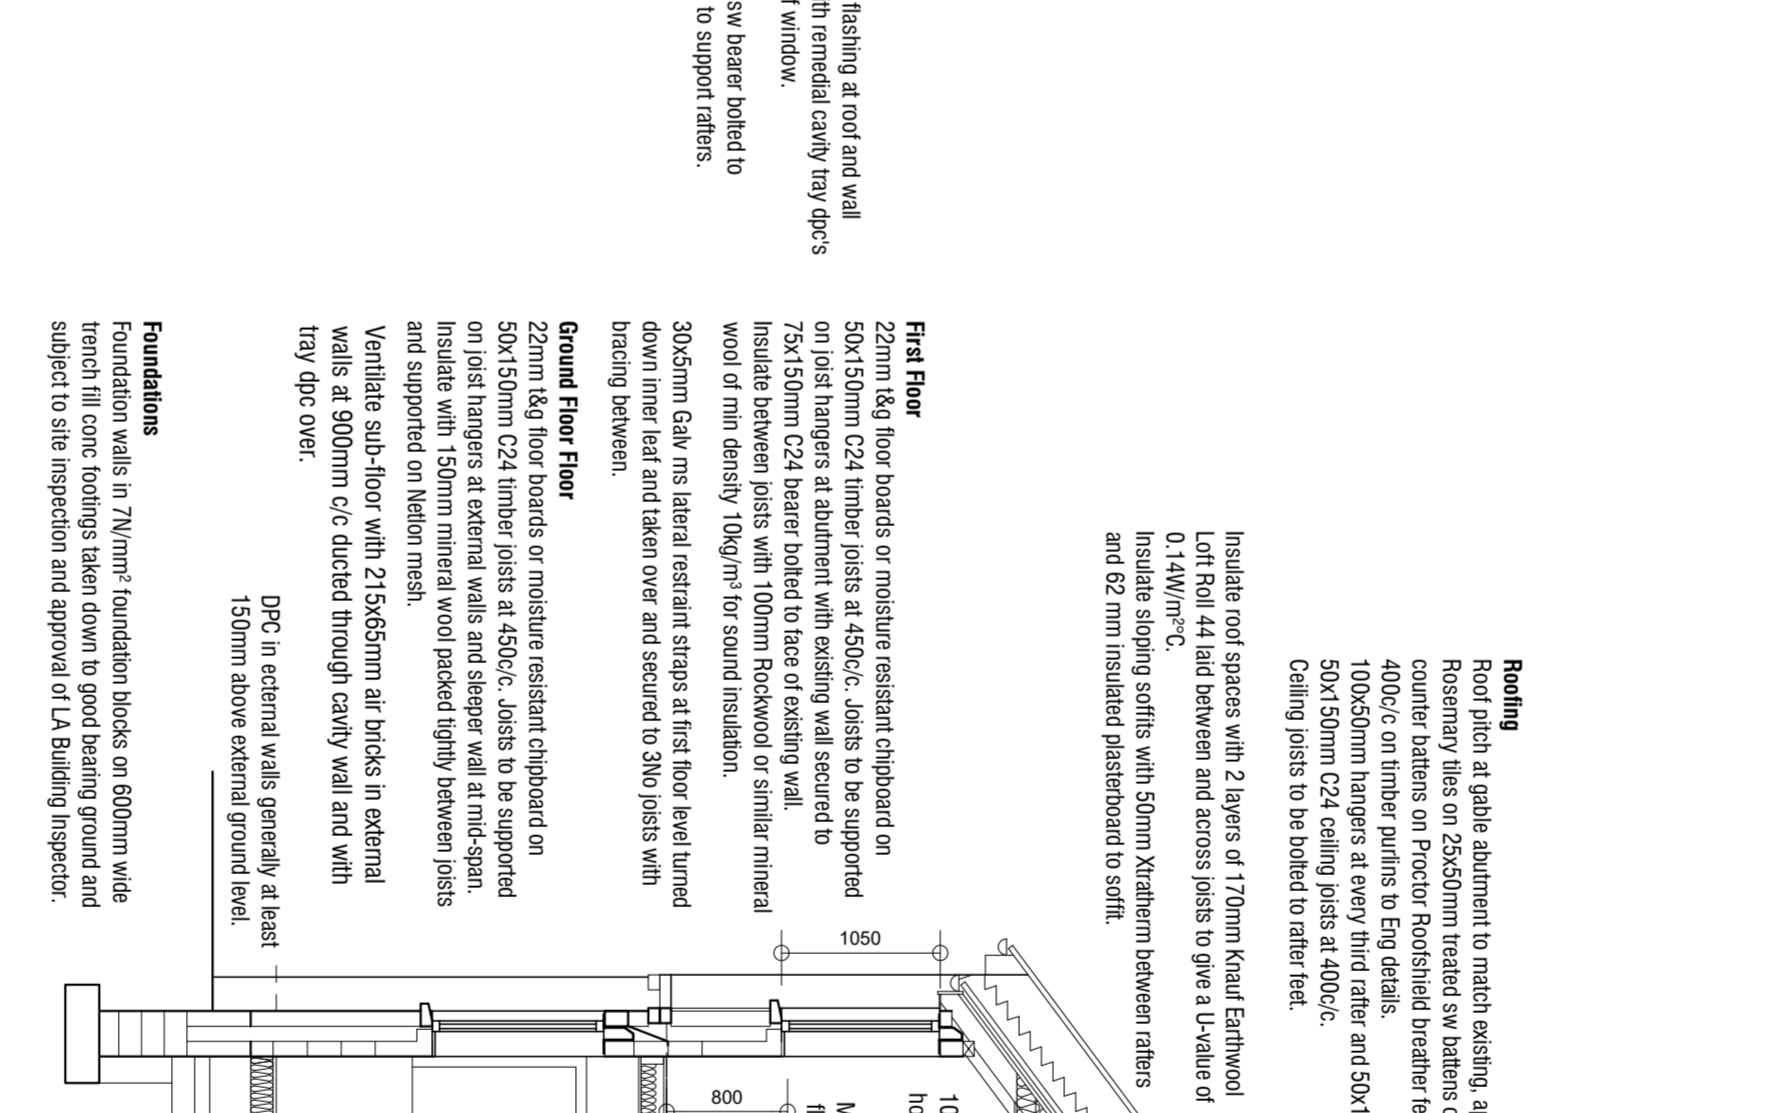 flashing at roof and wall
remedial cavity tray dpc's
window.
sw bearer bolted to
to support rafters.
Roofing
Roof pitch at gable abutment to match existing,
Rosemary tiles on 25x50mm treated sw battens
counter battens on Proctor Roofshield breather
400c/c on timber purlins to Eng details.
100x50mm hangers at every third rafter and
50x150mm C24 ceiling joists at 400c/c.
Ceiling joists to be bolted to rafter feet.
Insulate roof spaces with 2 layers of 170mm Knauf Earthwool
Loft Roll 44 laid between and across joists to give a U-value of
0.14W/m²°C.
Insulate sloping soffits with 50mm Xtratherm between rafters
and 62 mm insulated plasterboard to soffit.
First Floor
22mm t&g floor boards or moisture resistant chipboard on
50x150mm C24 timber joists at 450c/c. Joists to be supported
on joist hangers at abutment with existing wall secured to
75x150mm C24 bearer bolted to face of existing wall.
Insulate between joists with 100mm Rockwool or similar mineral
wool of min density 10kg/m³ for sound insulation.
30x5mm Galv ms lateral restraint straps at first floor level turned
down inner leaf and taken over and secured to 3No joists with
bracing between.
Ground Floor Floor
22mm t&g floor boards or moisture resistant chipboard on
50x150mm C24 timber joists at 450c/c. Joists to be supported
on joist hangers at external walls and sleeper wall at mid-span.
Insulate with 150mm mineral wool packed tightly between joists
and supported on Netlon mesh.
Ventilate sub-floor with 215x65mm air bricks in external
walls at 900mm c/c ducted through cavity wall and with
tray dpc over.
DPC in ecternal walls generally at least
150mm above external ground level.
Foundations
Foundation walls in 7N/mm² foundation blocks on 600mm wide
trench fill conc footings taken down to good bearing ground and
subject to site inspection and approval of LA Building Inspector.
1050
800